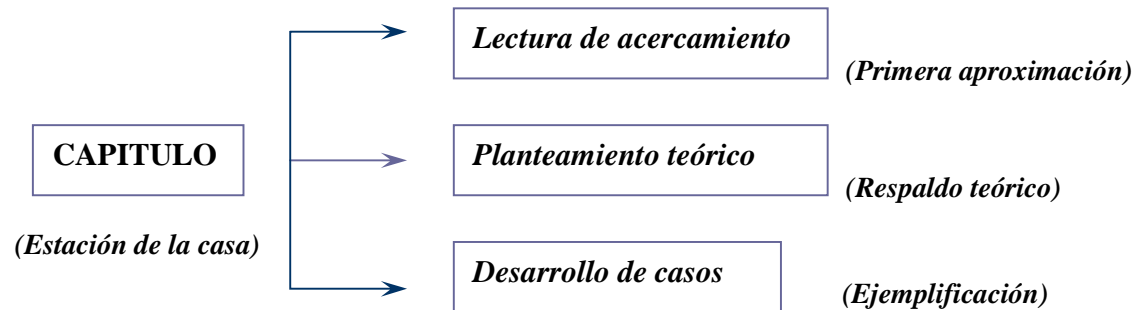 Lectura de acercamiento
(Primera aproximación)
CAPITULO
Planteamiento teórico
(Respaldo teórico)
(Estación de la casa)
Desarrollo de casos
(Ejemplificación)